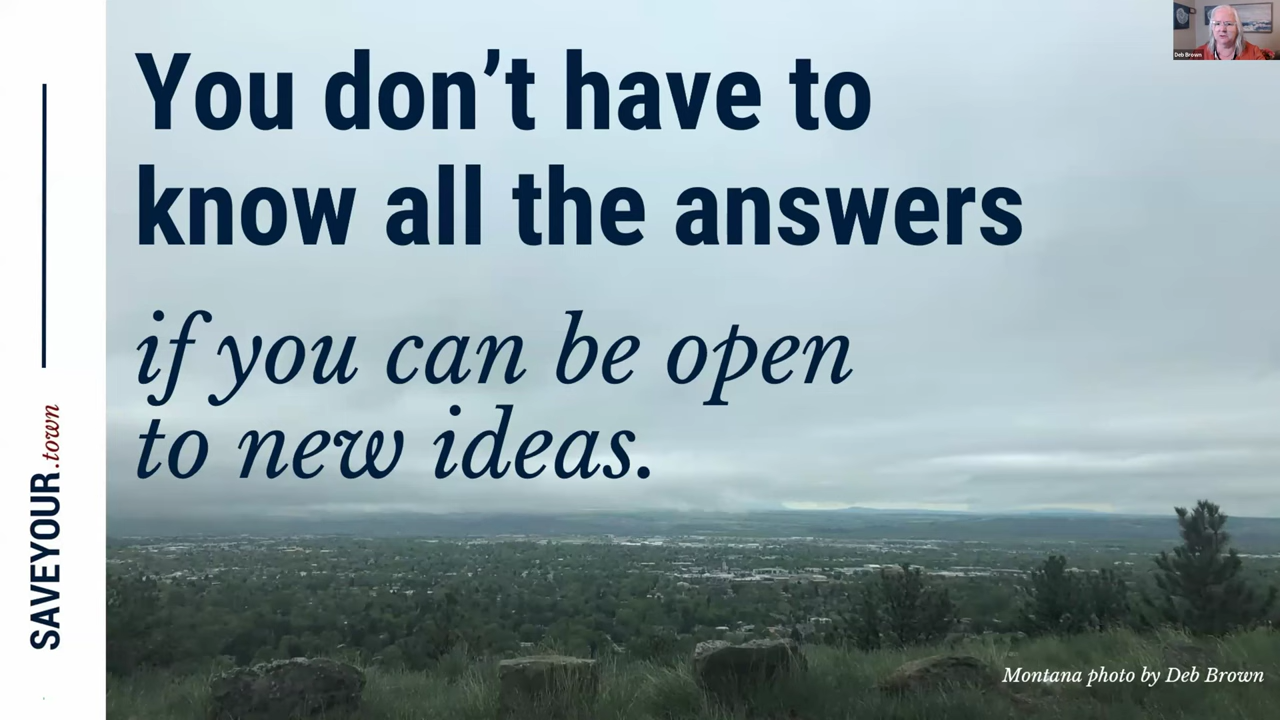 You don’t have to
know all the answers
if you can be open
to new ideas.
SAVEYOUR.town
Montana photo by Deb Brown
Deb Brown